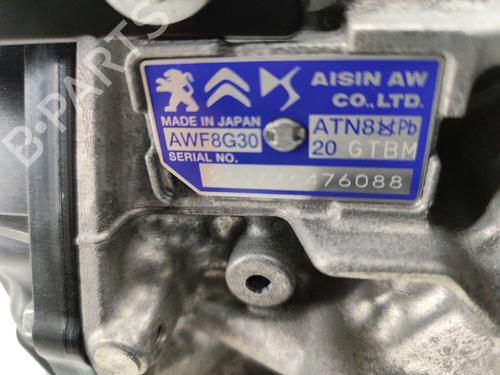 AISIN AW
CO.,LTD.
MADE IN JAPAN
AWF8G30
ATN8 Pb
20 GTBM
SERIAL NO.
476088
B-PARTS